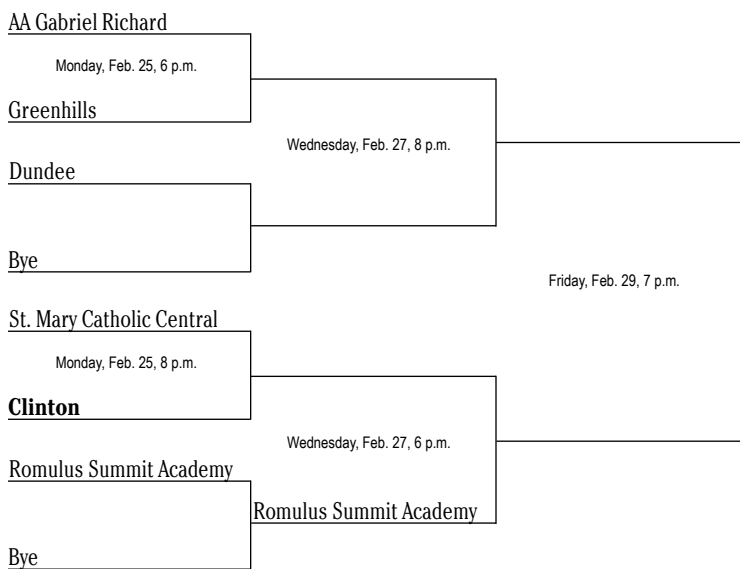 AA Gabriel Richard
Monday, Feb. 25, 6 p.m.
Greenhills
Wednesday, Feb. 27, 8 p.m.
Dundee
Bye
Friday, Feb. 29, 7 p.m.
St. Mary Catholic Central
Monday, Feb. 25, 8 p.m.
Clinton
Wednesday, Feb. 27, 6 p.m.
Romulus Summit Academy
Romulus Summit Academy
Bye